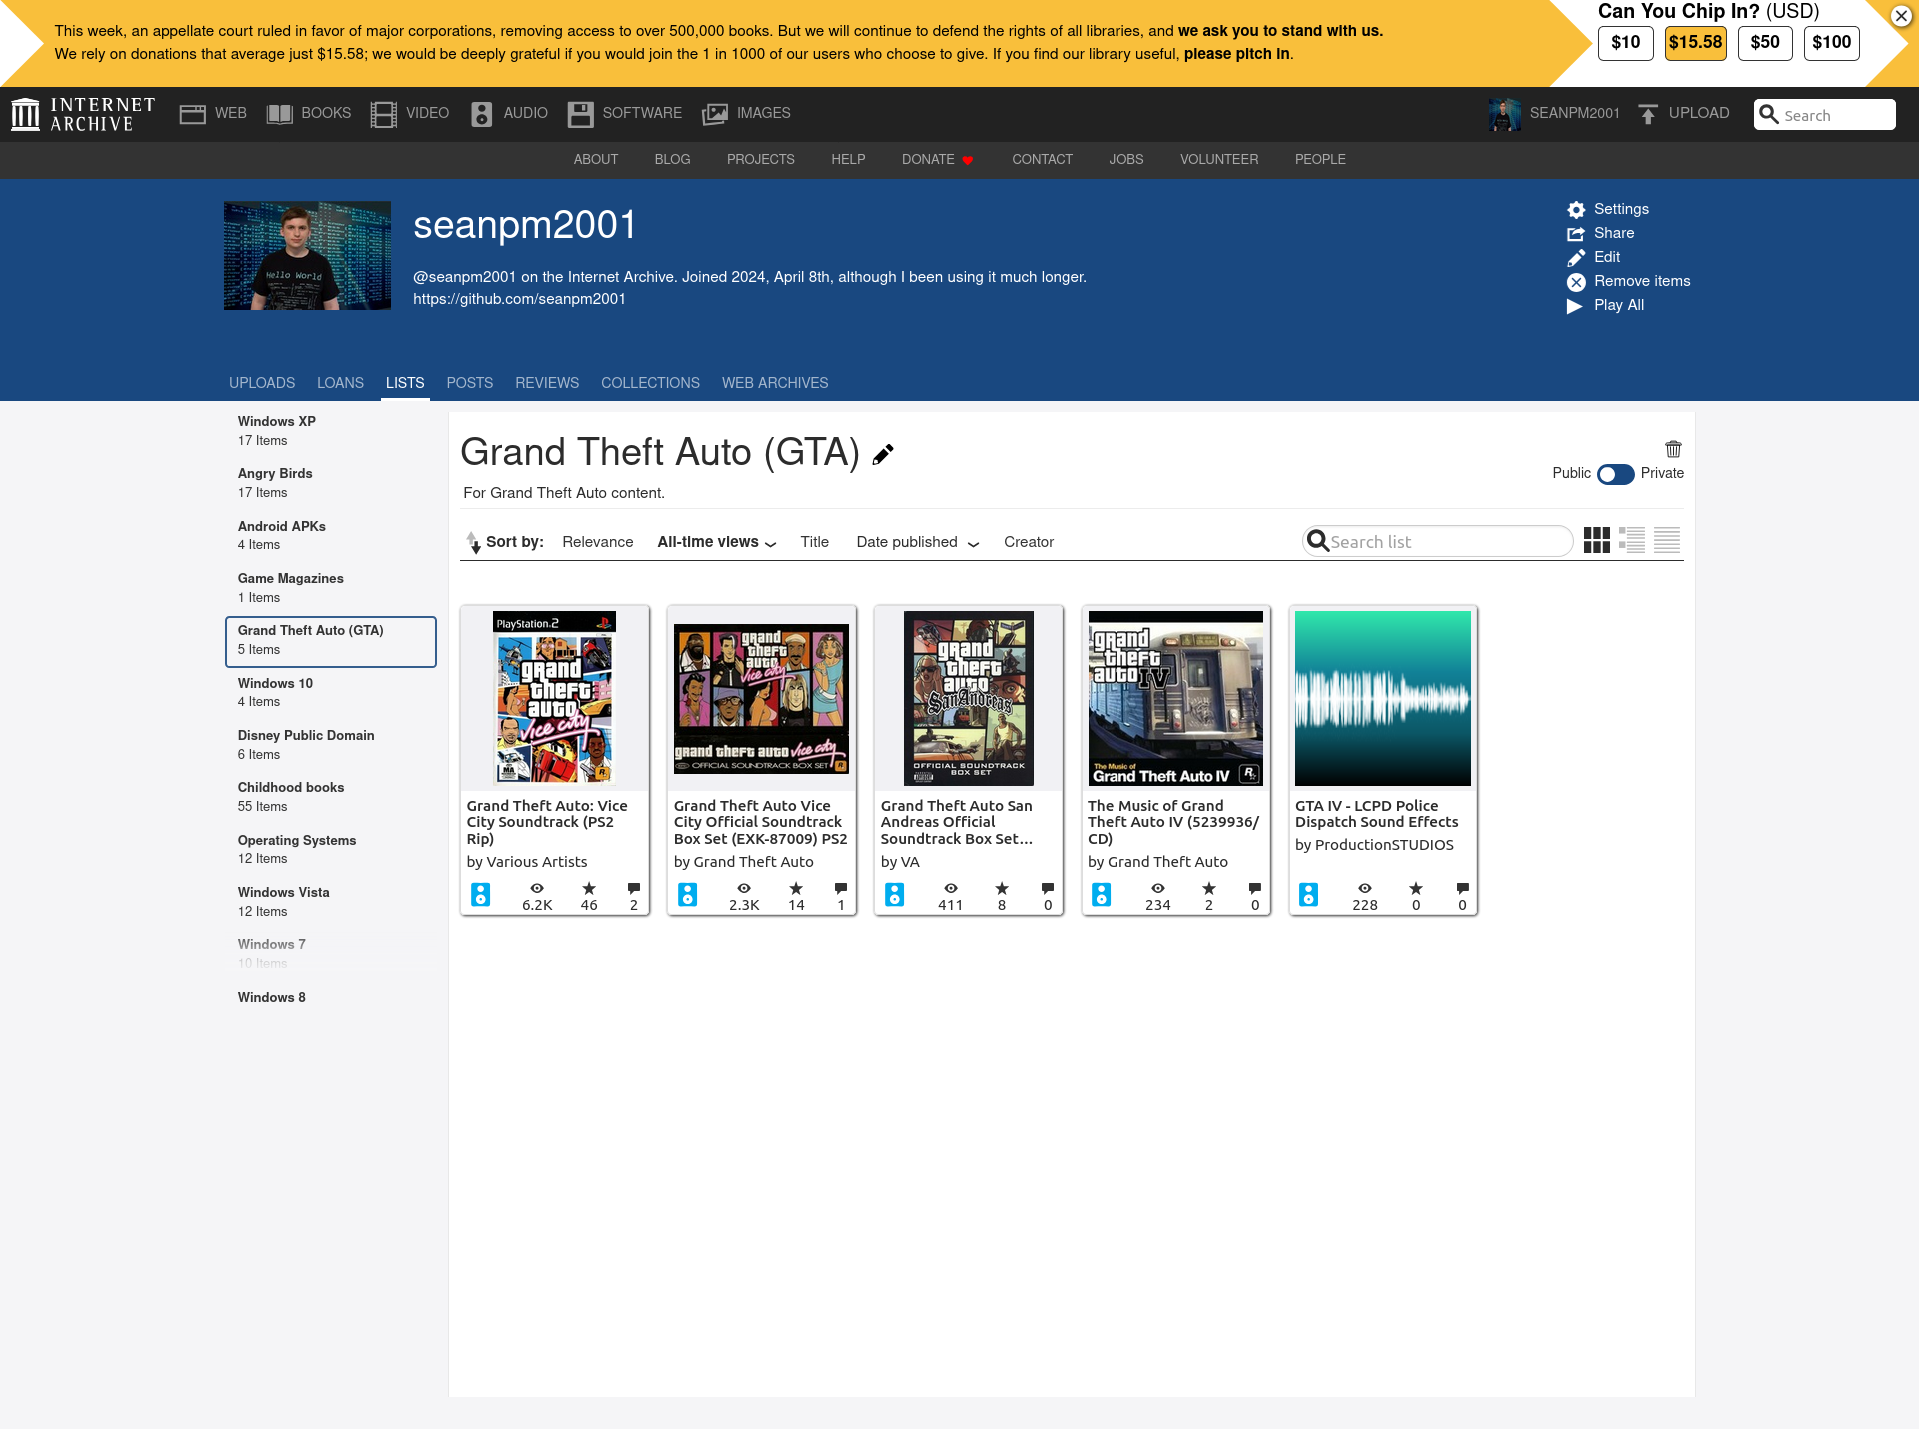 This week, an appellate court ruled in favor of major corporations, removing access to over 500,000 books. But we will continue to defend the rights of all libraries, and we ask you to stand with us.
We rely on donations that average just $15.58; we would be deeply grateful if you would join the 1 in 1000 of our users who choose to give. If you find our library useful, please pitch in.
Can You Chip In? (USD)
$10 $15.58 $50 $100
INTERNET ARCHIVE
WEB BOOKS VIDEO AUDIO SOFTWARE IMAGES SEANPM2001 UPLOAD Search
ABOUT BLOG PROJECTS HELP DONATE CONTACT JOBS VOLUNTEER PEOPLE
Hello World
seanpm2001
@seanpm2001 on the Internet Archive. Joined 2024, April 8th, although I been using it much longer.
https://github.com/seanpm2001
Settings
Share
Edit
Remove items
Play All
UPLOADS LOANS LISTS POSTS REVIEWS COLLECTIONS WEB ARCHIVES
Windows XP
17 Items
Angry Birds
17 Items
Android APKs
4 Items
Game Magazines
1 Items
Grand Theft Auto (GTA)
5 Items
Windows 10
4 Items
Disney Public Domain
6 Items
Childhood books
55 Items
Operating Systems
12 Items
Windows Vista
12 Items
Windows 7
10 Items
Windows 8
Grand Theft Auto (GTA)
For Grand Theft Auto content.
Public Private
Sort by: Relevance All-time views Title Date published Creator
Search list
PlayStation.2
grand
theft
auto
vice city
Grand Theft Auto: Vice
City Soundtrack (PS2
Rip)
by Various Artists
6.2K 46 2
grand
theft
auto
vice city
grand theft auto vice city
OFFICIAL SOUNDTRACK BOX SET
Grand Theft Auto Vice
City Official Soundtrack
Box Set (EXK-87009) PS2
by Grand Theft Auto
2.3K 14 1
grand
theft
auto
San Andreas
OFFICIAL SOUNDTRACK
BOX SET
Grand Theft Auto San
Andreas Official
Soundtrack Box Set...
by VA
411 8 0
grand
theft
auto IV
The Music of
Grand Theft Auto IV
The Music of Grand
Theft Auto IV (5239936/
CD)
by Grand Theft Auto
234 2 0
GTA IV - LCPD Police
Dispatch Sound Effects
by ProductionSTUDIOS
228 0 0